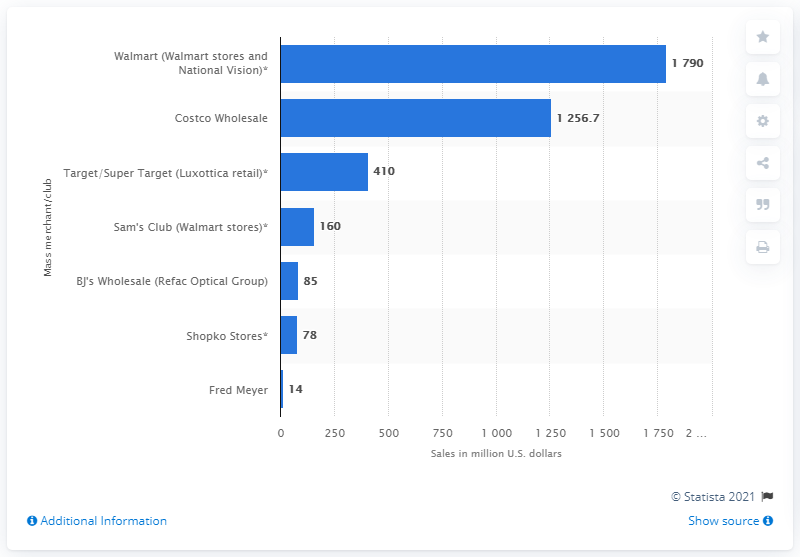 Walmart (Walmart stores and
National Vision)*
1 790
Costco Wholesale
1 256.7
Target/Super Target (Luxottica retail)*
410
Sam's Club (Walmart stores)*
160
BJ's Wholesale (Refac Optical Group)
85
Shopko Stores*
78
Fred Meyer
14
Mass merchant/club
0 250 500 750 1 000 1 250 1 500 1 750 2 ...
Sales in million U.S. dollars
© Statista 2021
Additional Information
Show source